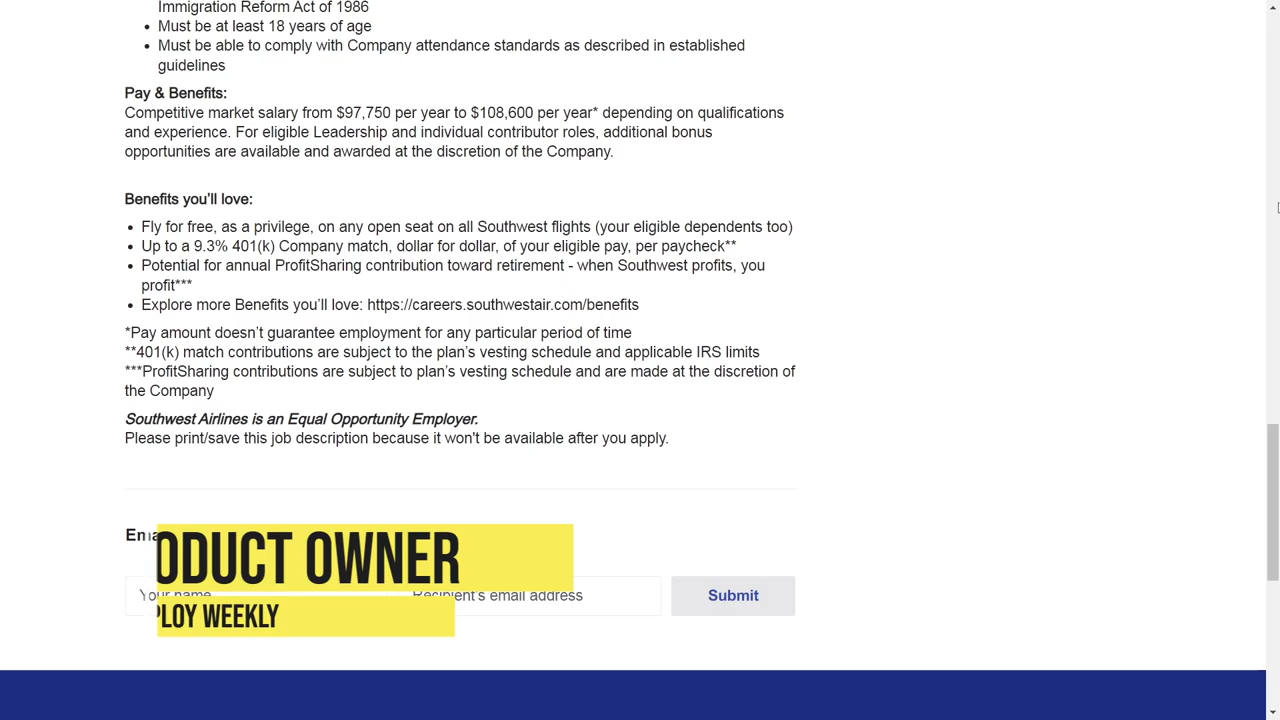 Immigration Reform Act of 1986
• Must be at least 18 years of age
• Must be able to comply with Company attendance standards as described in established
guidelines
Pay & Benefits:
Competitive market salary from $97,750 per year to $108,600 per year* depending on qualifications
and experience. For eligible Leadership and individual contributor roles, additional bonus
opportunities are available and awarded at the discretion of the Company.
Benefits you’ll love:
• Fly for free, as a privilege, on any open seat on all Southwest flights (your eligible dependents too)
• Up to a 9.3% 401(k) Company match, dollar for dollar, of your eligible pay, per paycheck**
• Potential for annual ProfitSharing contribution toward retirement - when Southwest profits, you
profit***
• Explore more Benefits you’ll love: https://careers.southwestair.com/benefits
*Pay amount doesn’t guarantee employment for any particular period of time
**401(k) match contributions are subject to the plan’s vesting schedule and applicable IRS limits
***ProfitSharing contributions are subject to plan’s vesting schedule and are made at the discretion of
the Company
Southwest Airlines is an Equal Opportunity Employer.
Please print/save this job description because it won't be available after you apply.
ODUCT OWNER
Your name
Recipient's email address
Submit
PLOY WEEKLY